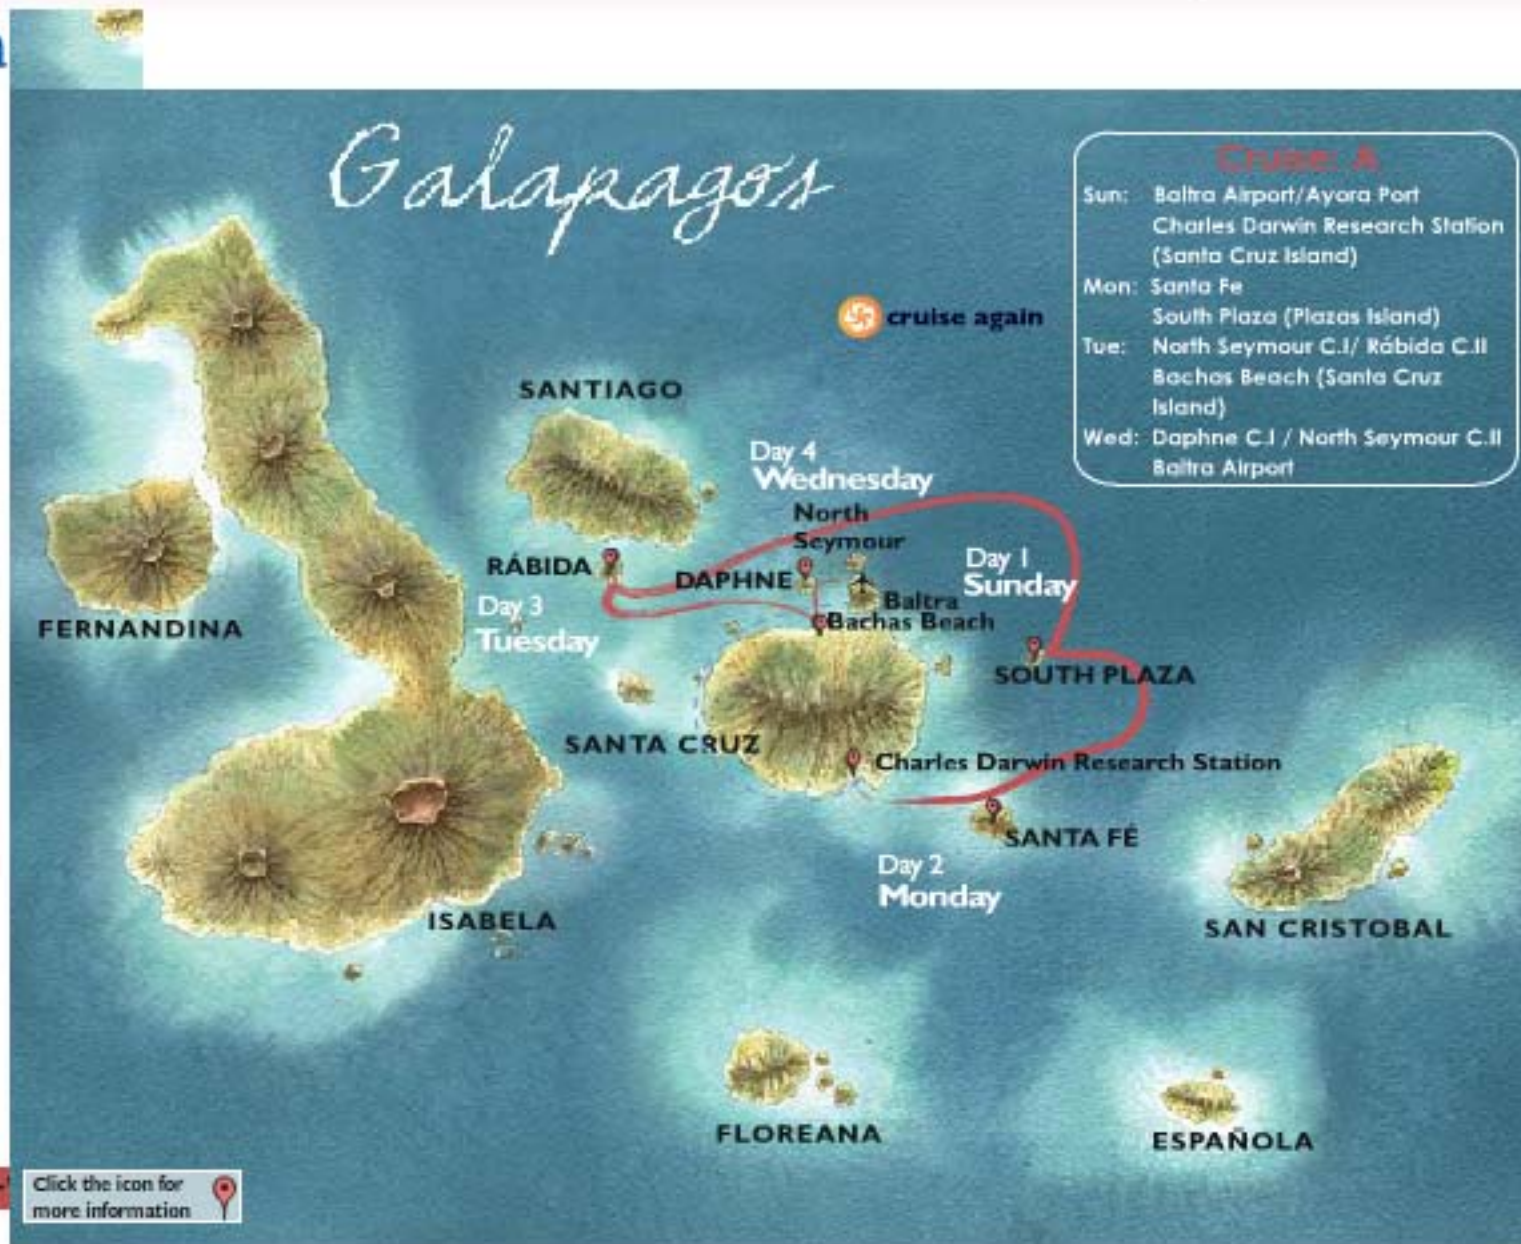 Galapagos
Cruise: A
Sun: Baltra Airport/Ayora Port
Charles Darwin Research Station
(Santa Cruz Island)
Mon: Santa Fe
South Plaza (Plazas Island)
Tue: North Seymour C.I/ Rábida C.II
Bachas Beach (Santa Cruz
Island)
Wed: Daphne C.I / North Seymour C.II
Baltra Airport
cruise again
SANTIAGO
Day 4
Wednesday
North
Seymour
RÁBIDA
DAPHNE
Day 1
Sunday
Baltra
Bachas Beach
Day 3
Tuesday
FERNANDINA
SOUTH PLAZA
SANTA CRUZ
Charles Darwin Research Station
SANTA FÉ
Day 2
Monday
ISABELA
SAN CRISTOBAL
FLOREANA
ESPAÑOLA
Click the icon for
more information